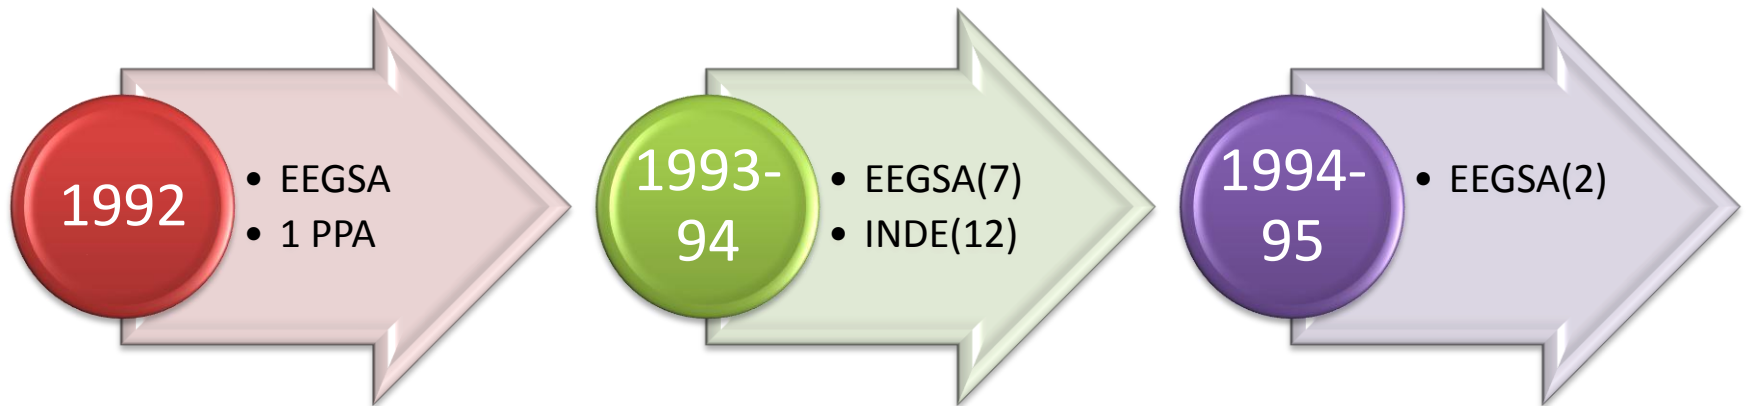 1992
• EEGSA
• 1 PPA
1993-
94
• EEGSA(7)
• INDE(12)
1994-
95
• EEGSA(2)